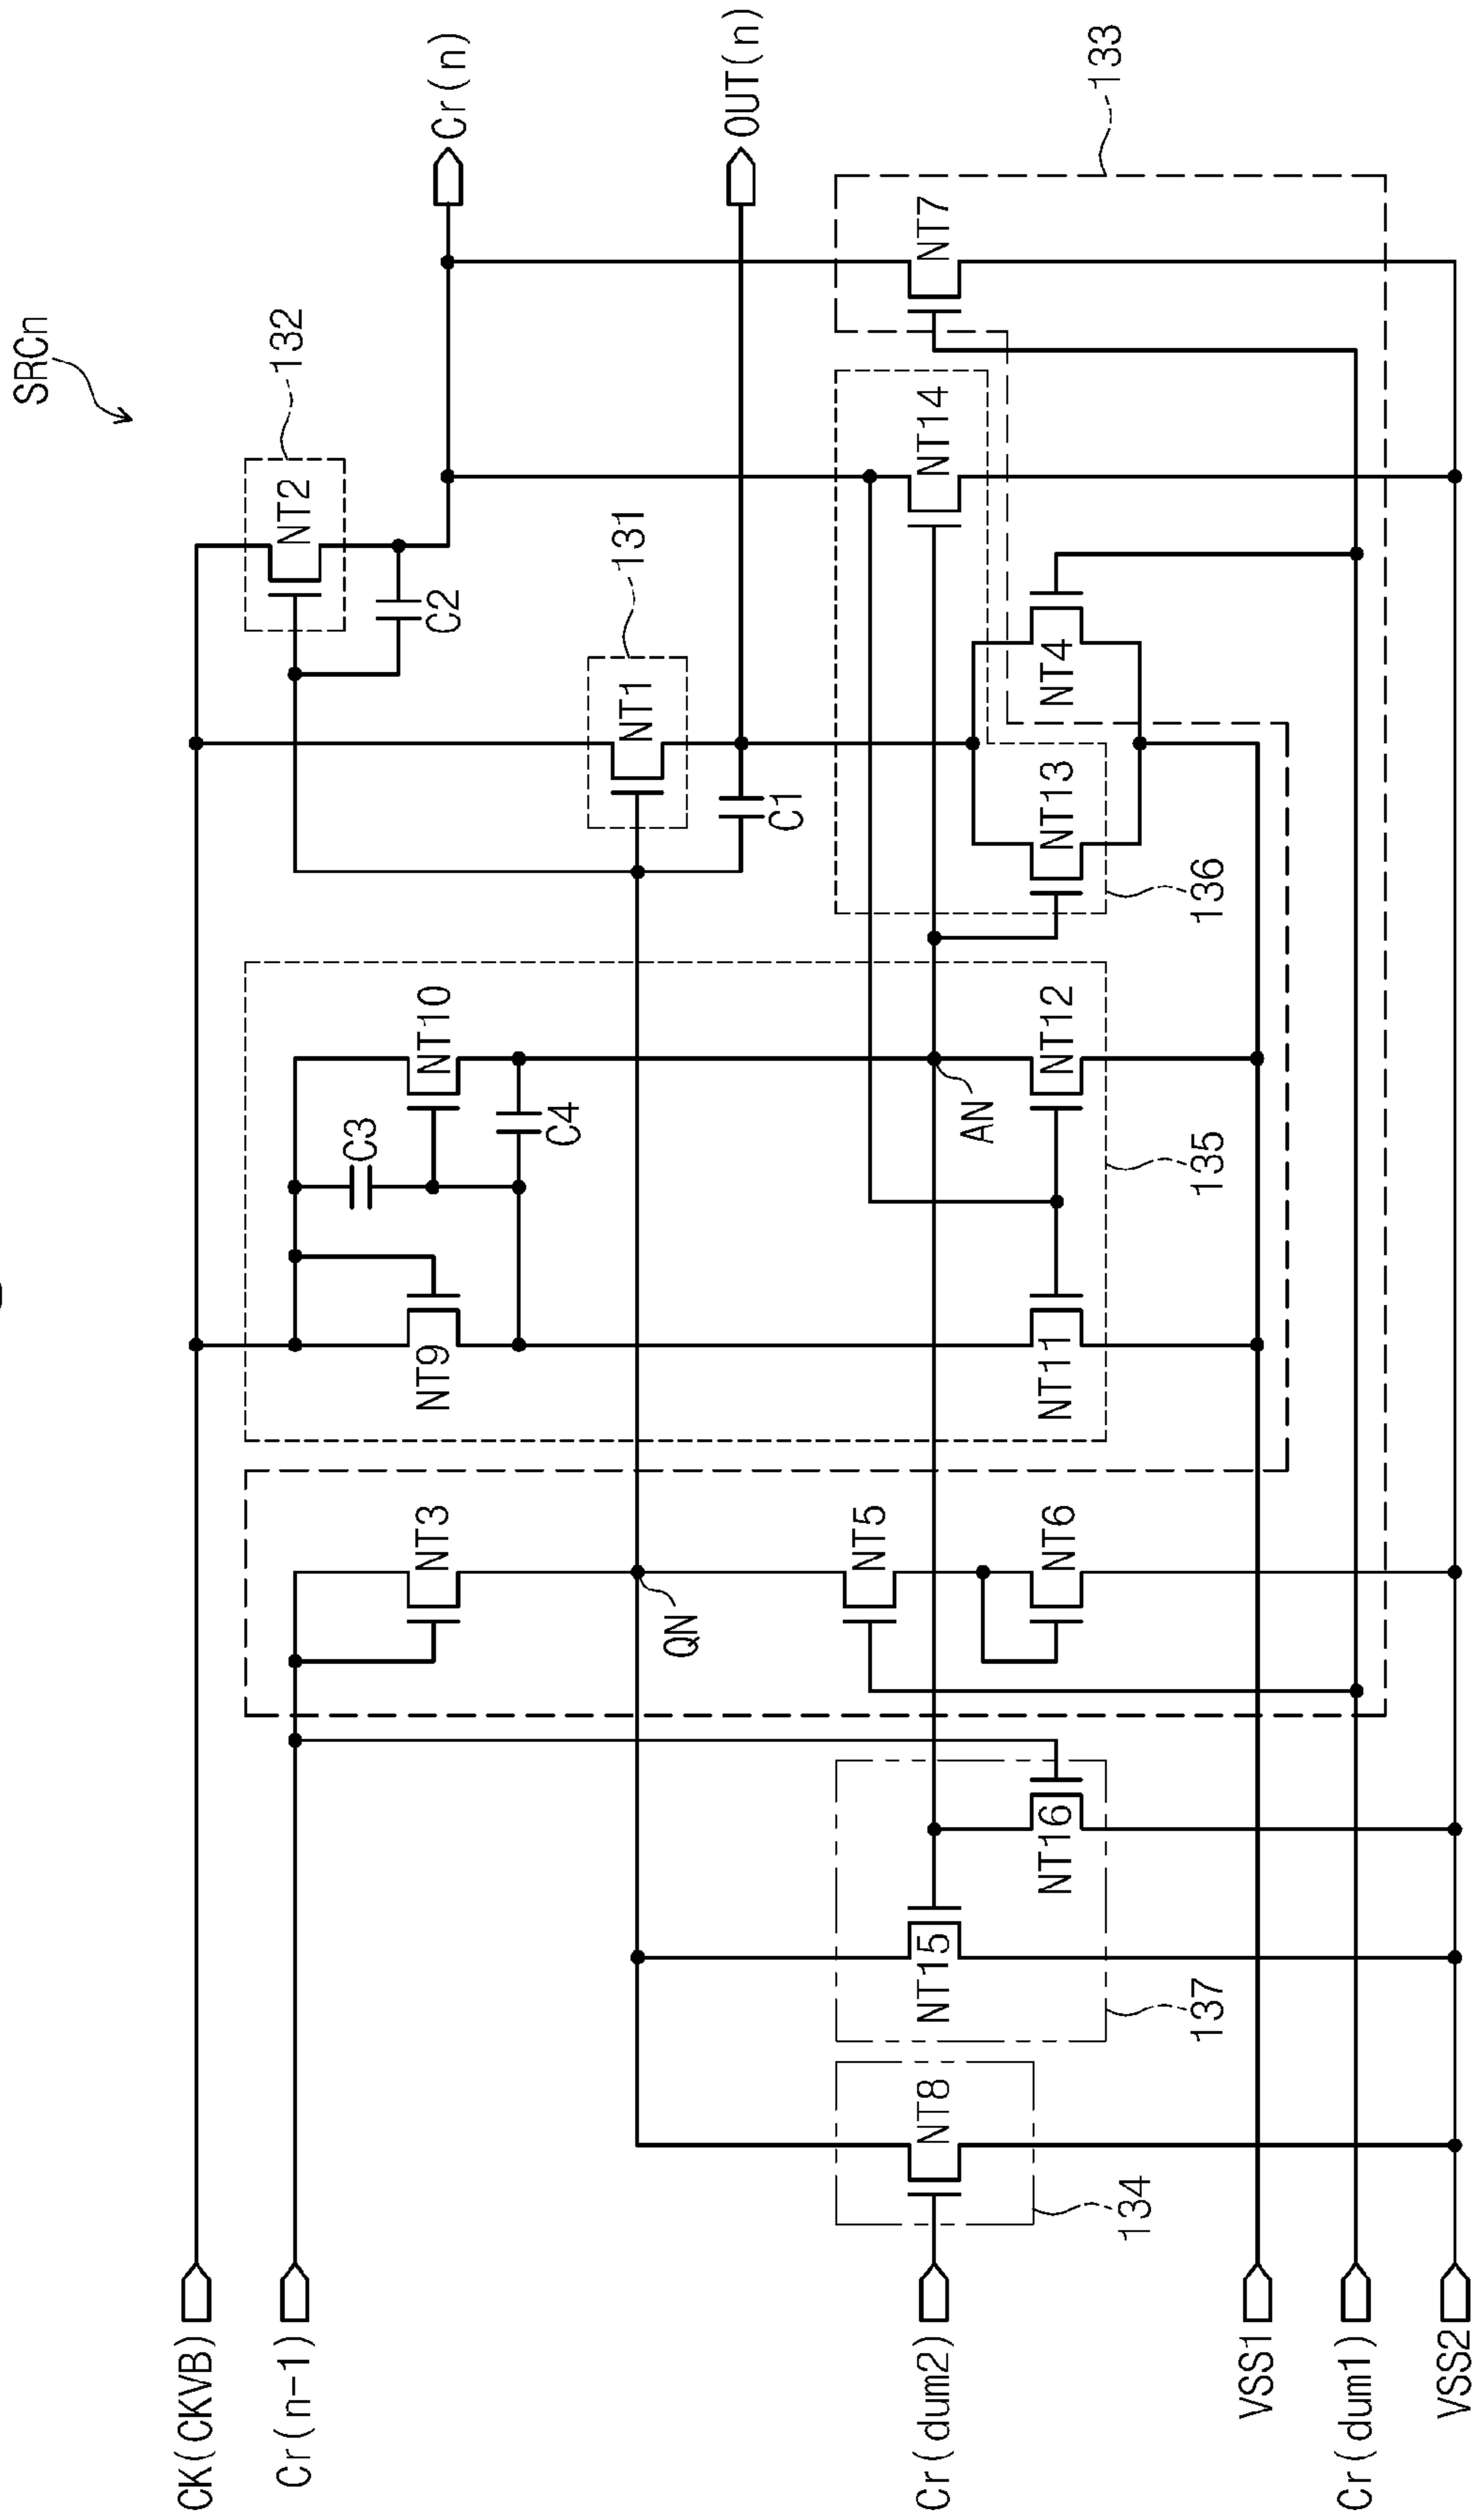 SRCn
CK(CKVB)
Cr(n-1)
Cr(dum2)
VSS1
Cr(dum1)
VSS2
NT8
134
NT15
NT16
137
NT3
QN
NT5
NT6
NT9
C3
NT10
C4
AN
NT11
NT12
135
NT1
131
C1
NT2
132
C2
NT13
NT4
136
NT14
NT7
133
Cr(n)
OUT(n)